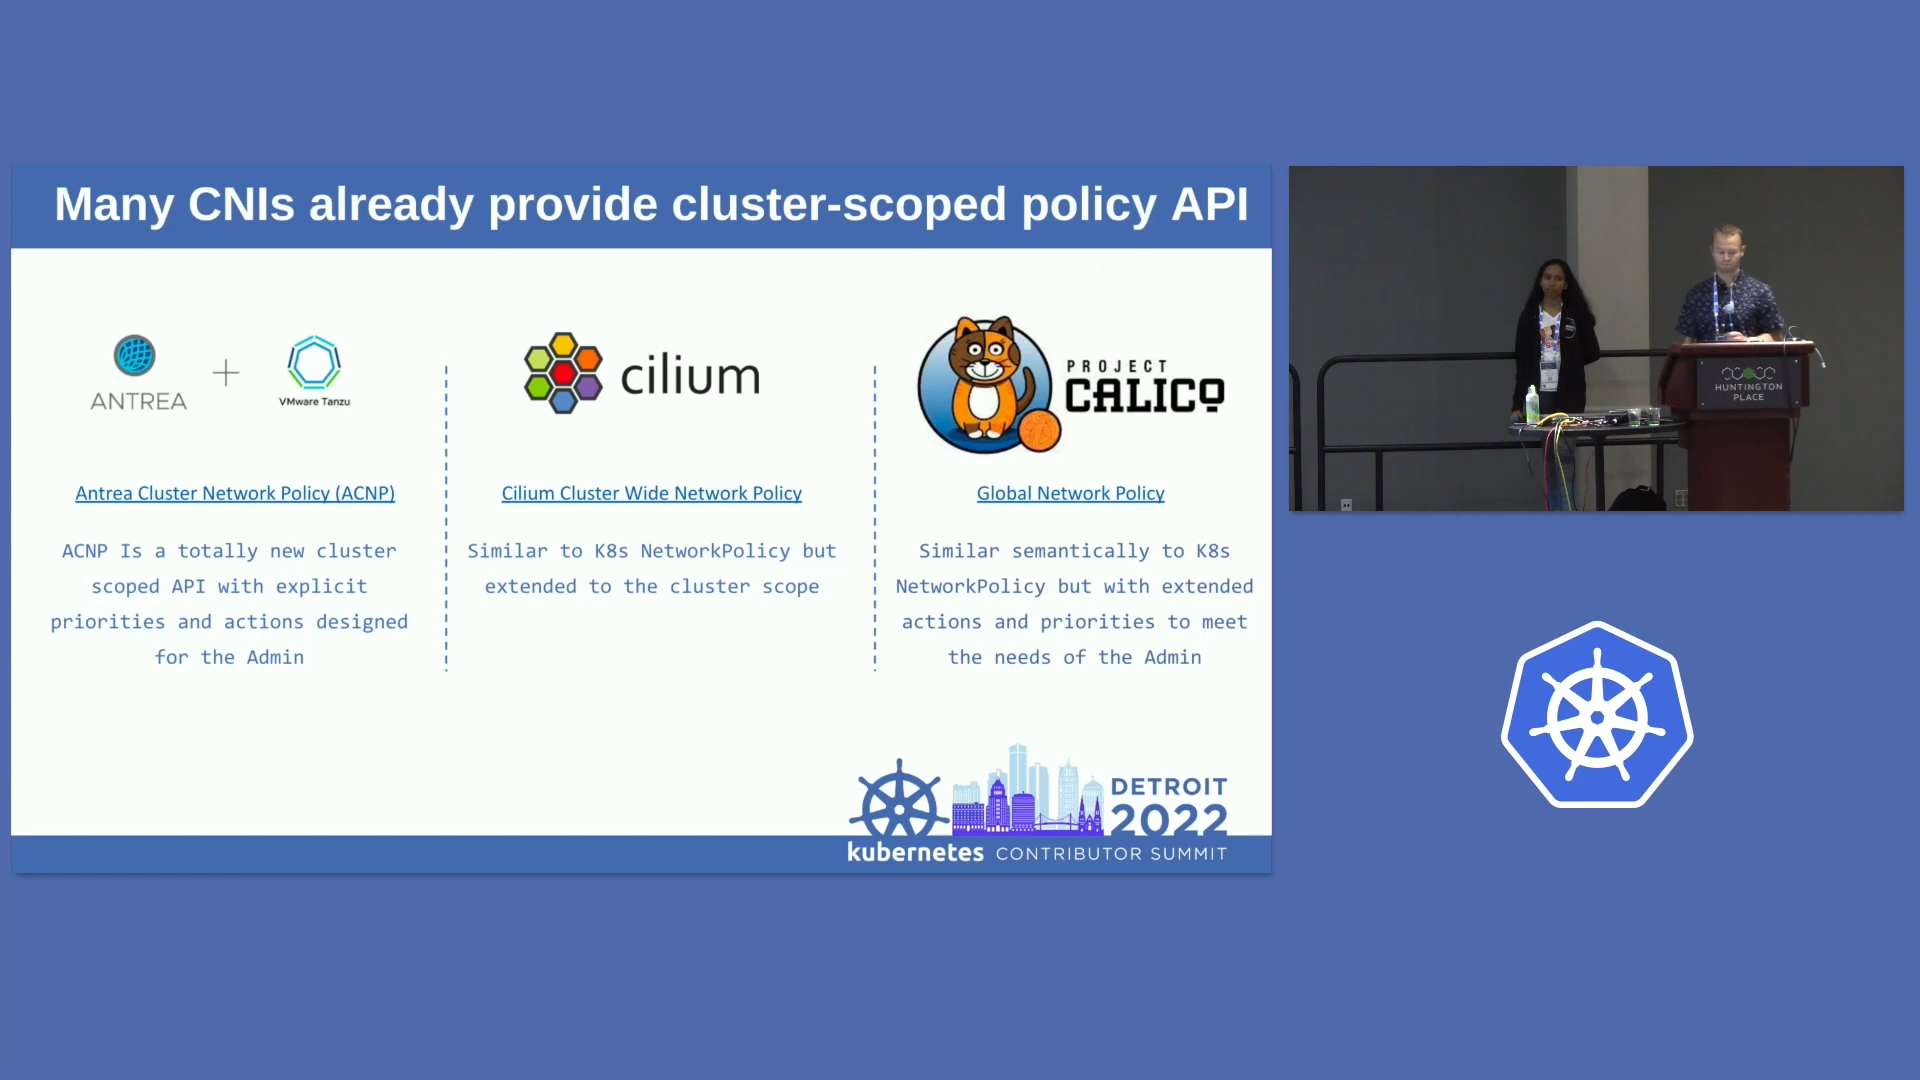 Many CNIs already provide cluster-scoped policy API
ANTREA
+
VMware Tanzu
Antrea Cluster Network Policy (ACNP)
ACNP Is a totally new cluster
scoped API with explicit
priorities and actions designed
for the Admin
cilium
Cilium Cluster Wide Network Policy
Similar to K8s NetworkPolicy but
extended to the cluster scope
PROJECT
CALICO
Global Network Policy
Similar semantically to K8s
NetworkPolicy but with extended
actions and priorities to meet
the needs of the Admin
DETROIT
2022
kubernetes CONTRIBUTOR SUMMIT
HUNTINGTON
PLACE